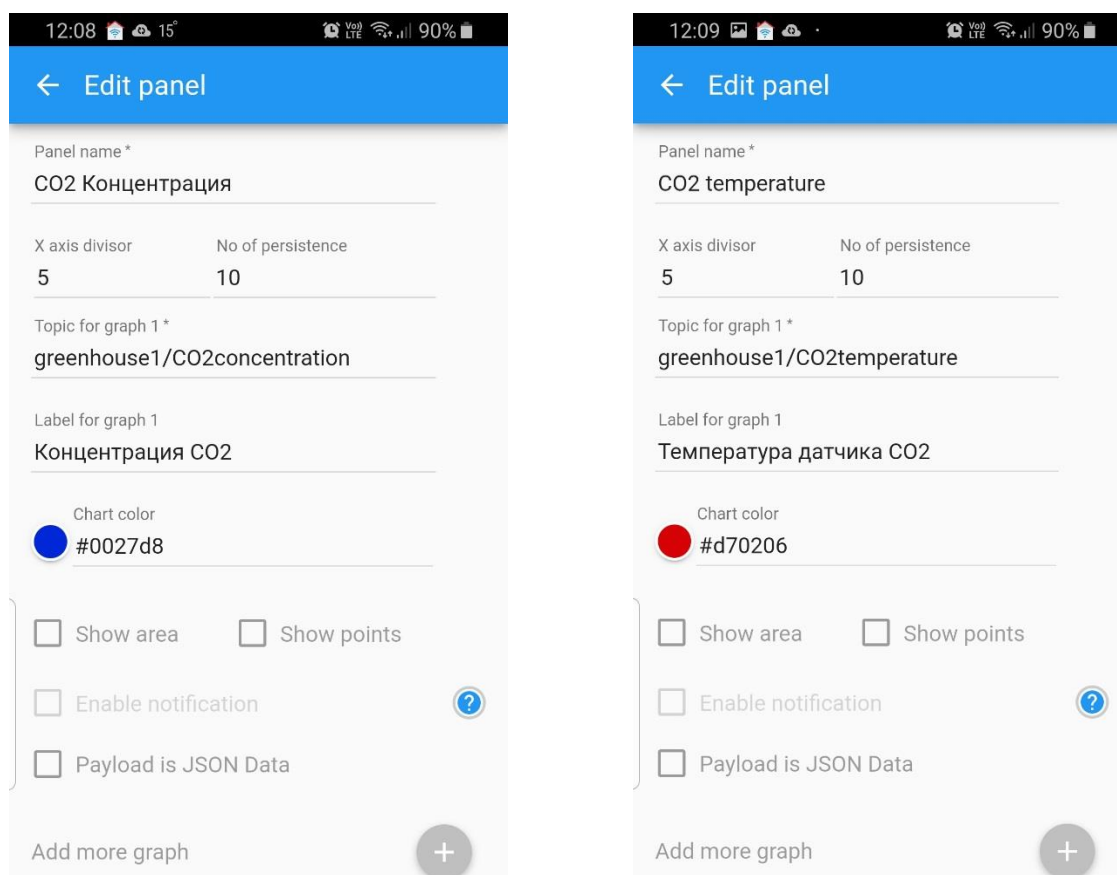 12:08 15° Vo)) LTE 90%
Edit panel
Panel name *
CO2 Концентрация
X axis divisor No of persistence
5 10
Topic for graph 1 *
greenhouse1/CO2concentration
Label for graph 1
Концентрация CO2
Chart color
#0027d8
Show area Show points
Enable notification ?
Payload is JSON Data
Add more graph +
12:09 Vo)) LTE 90%
Edit panel
Panel name *
CO2 temperature
X axis divisor No of persistence
5 10
Topic for graph 1 *
greenhouse1/CO2temperature
Label for graph 1
Температура датчика CO2
Chart color
#d70206
Show area Show points
Enable notification ?
Payload is JSON Data
Add more graph +